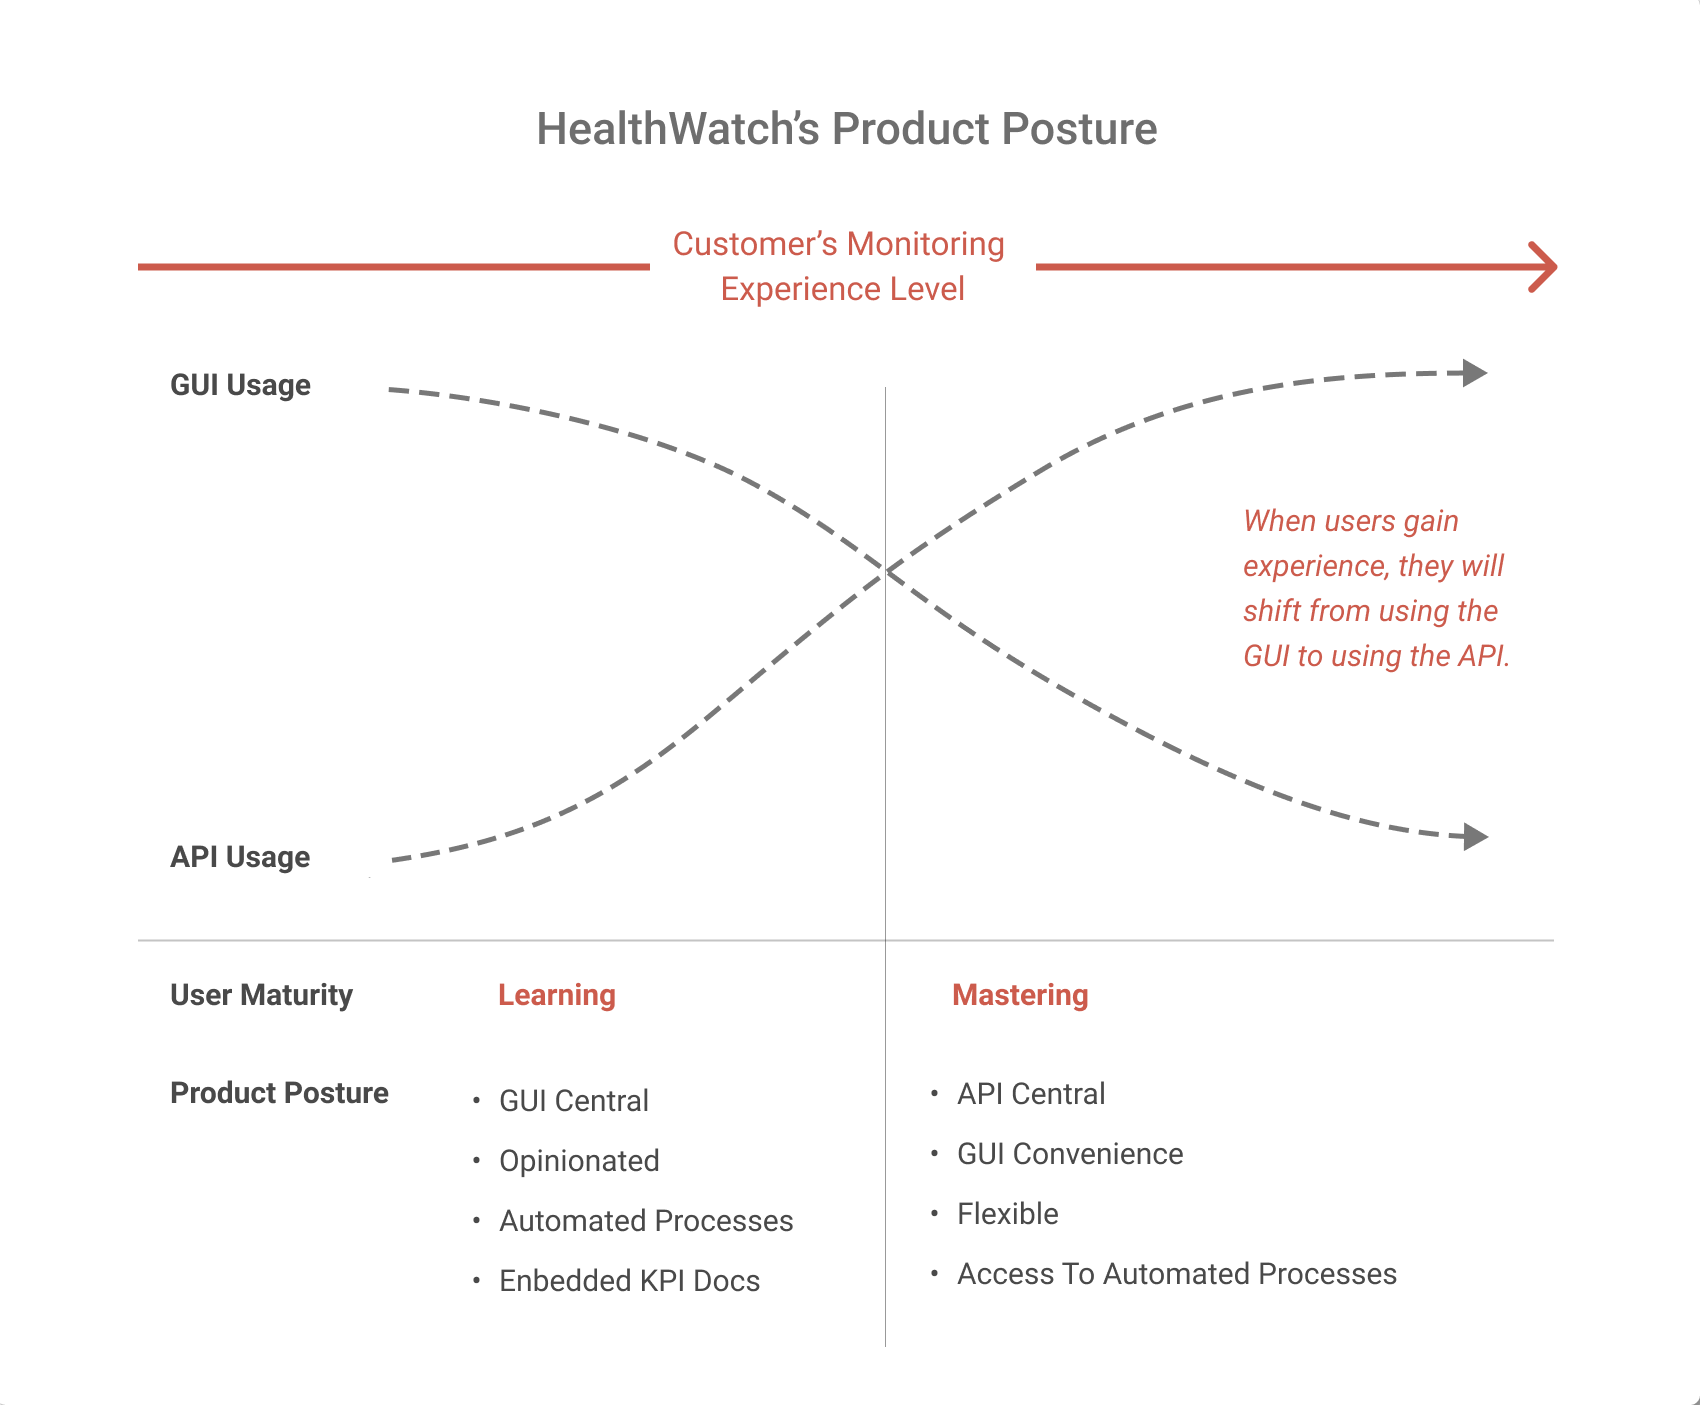 HealthWatch’s Product Posture
Customer’s Monitoring
Experience Level
GUI Usage
When users gain
experience, they will
shift from using the
GUI to using the API.
API Usage
User Maturity
Learning
Mastering
Product Posture
• GUI Central
• Opinionated
• Automated Processes
• Enbedded KPI Docs
• API Central
• GUI Convenience
• Flexible
• Access To Automated Processes